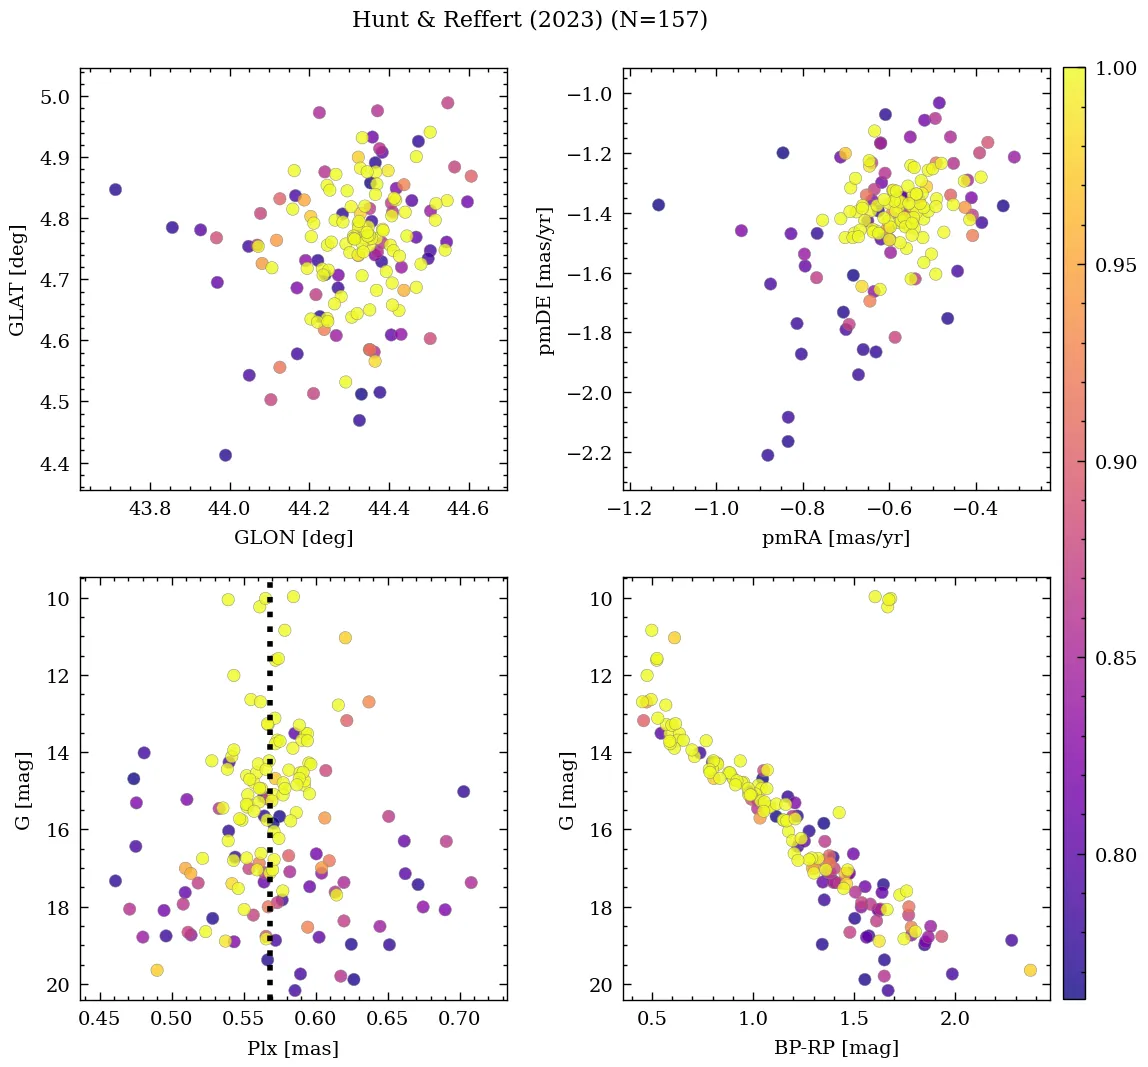 Hunt & Reffert (2023) (N=157)
5.0
4.9
4.8
4.7
4.6
4.5
4.4
GLAT [deg]
43.8 44.0 44.2 44.4 44.6
GLON [deg]
−1.0
−1.2
−1.4
−1.6
−1.8
−2.0
−2.2
pmDE [mas/yr]
−1.2 −1.0 −0.8 −0.6 −0.4
pmRA [mas/yr]
1.00
0.95
0.90
0.85
0.80
10
12
14
16
18
20
G [mag]
0.45 0.50 0.55 0.60 0.65 0.70
Plx [mas]
10
12
14
16
18
20
G [mag]
0.5 1.0 1.5 2.0
BP-RP [mag]